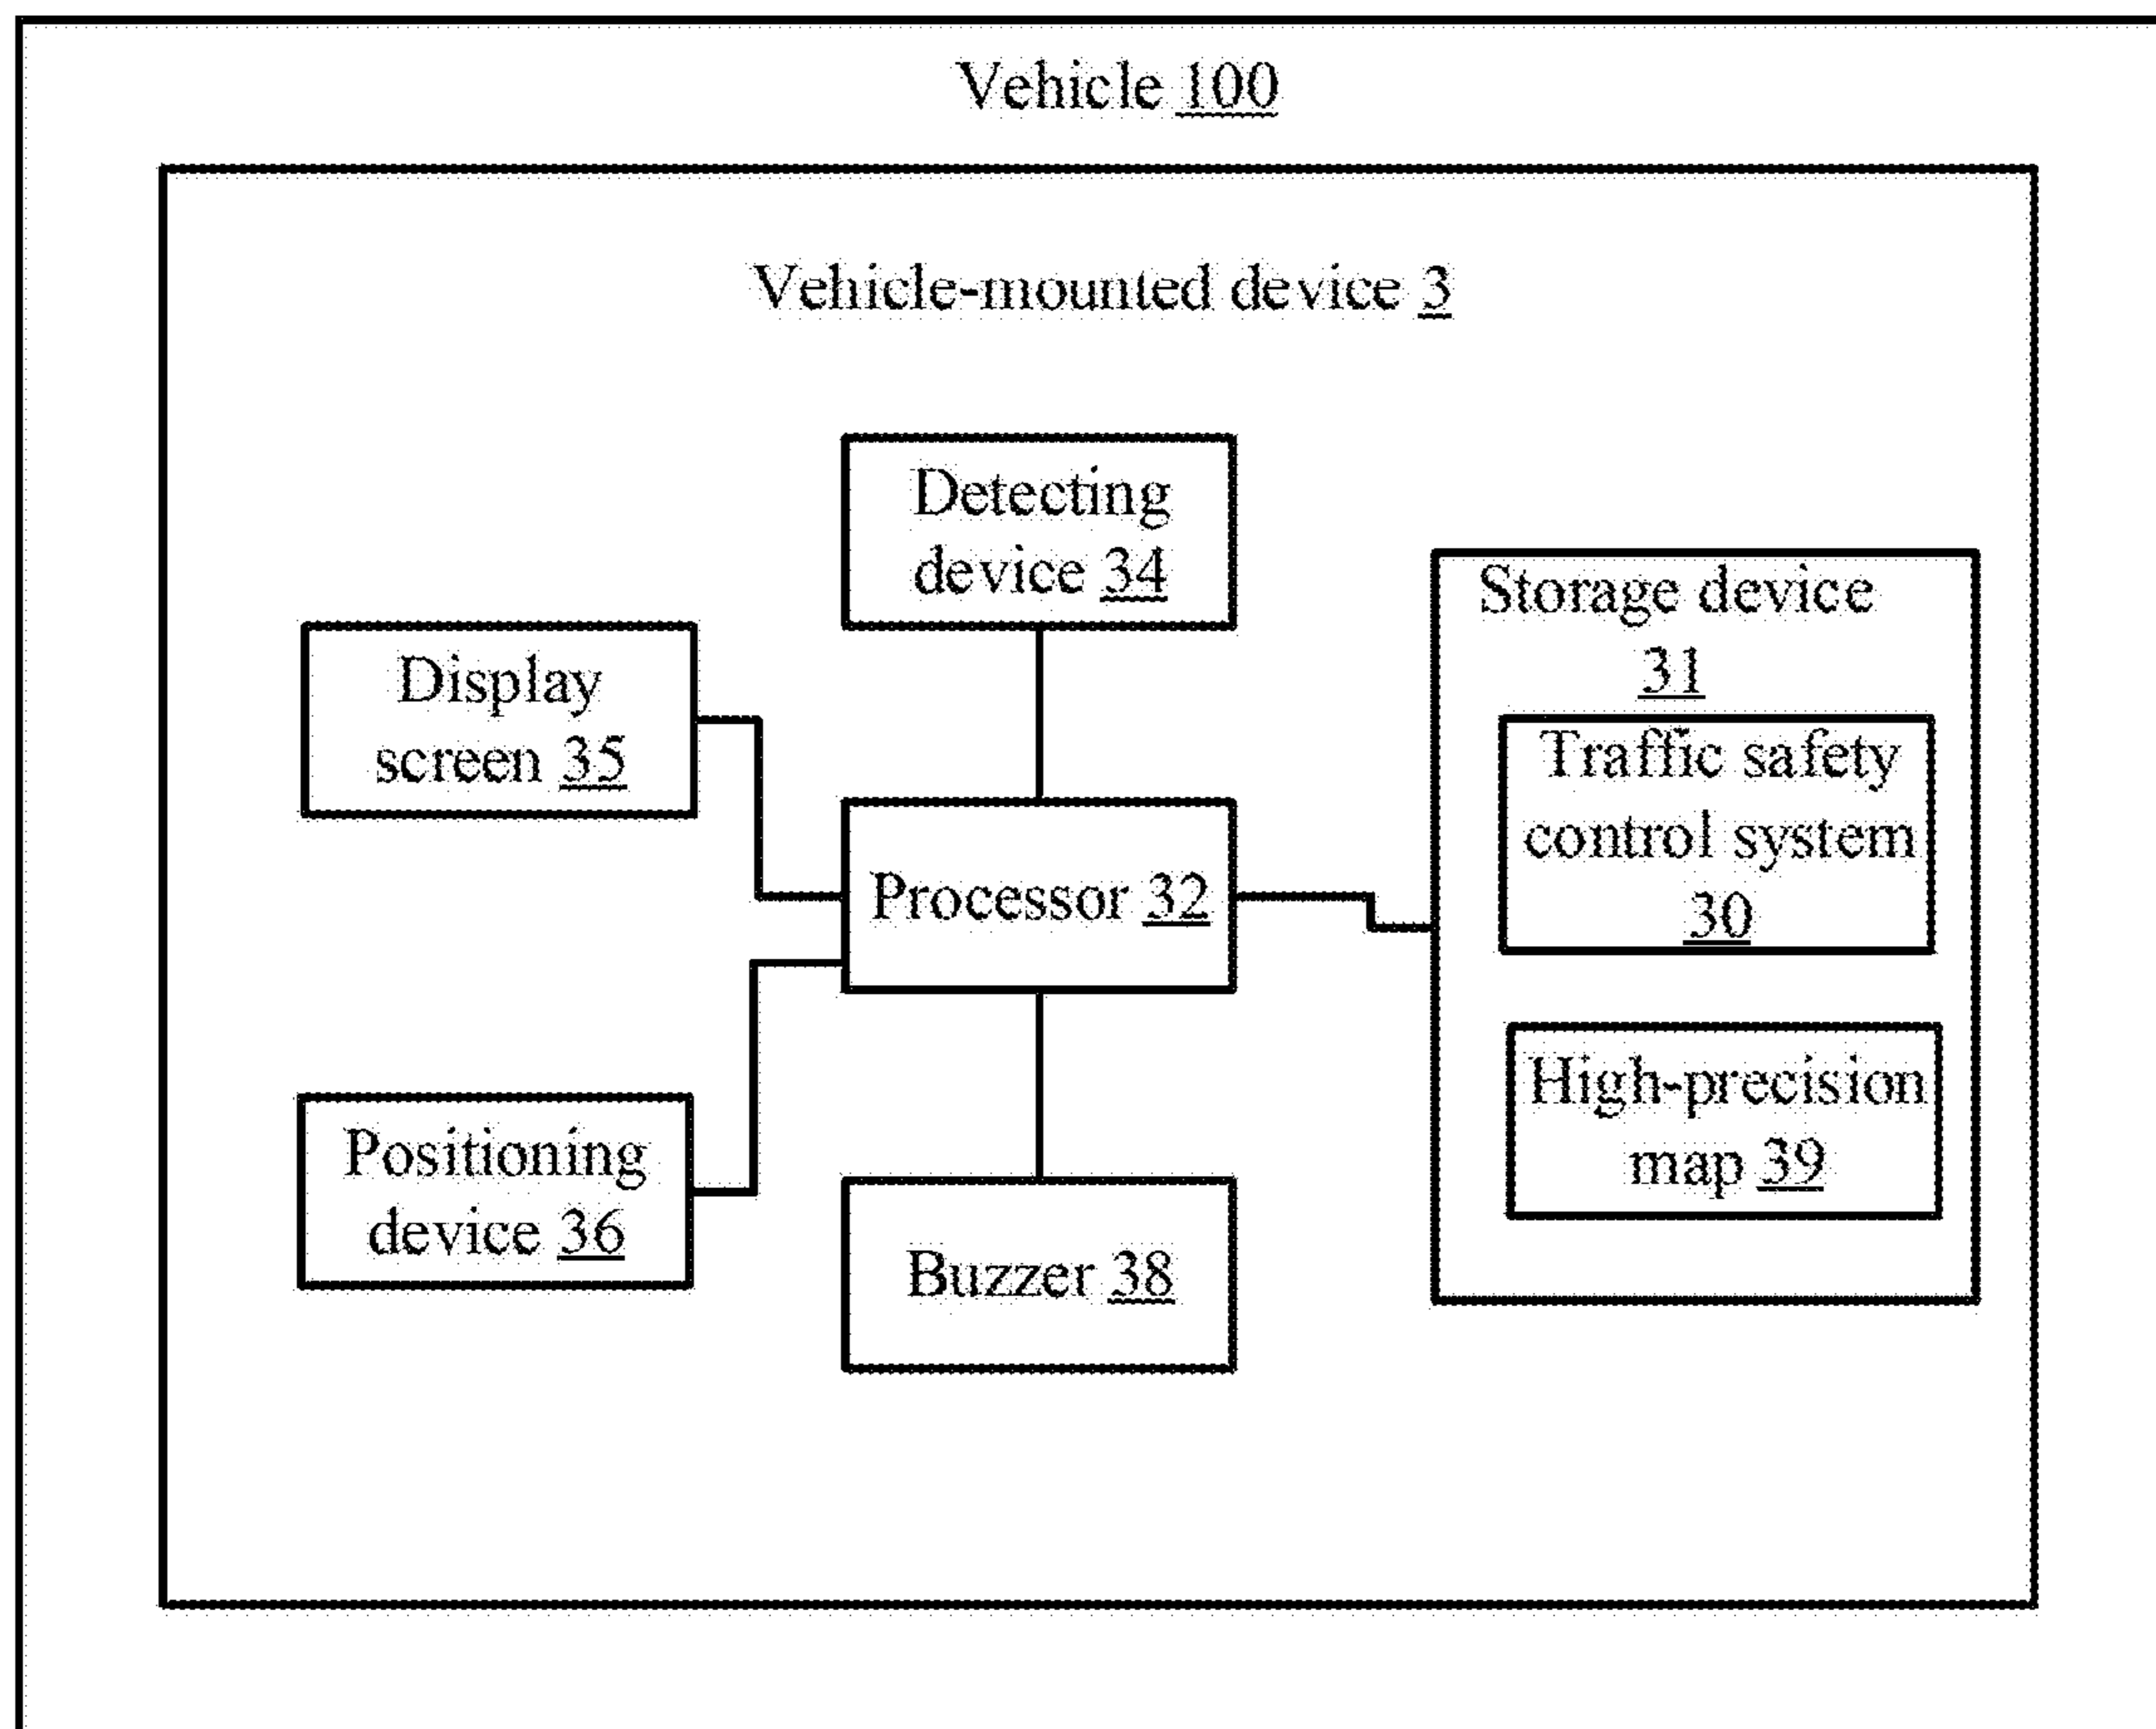 Vehicle 100
Vehicle-mounted device 3
Detecting
device 34
Storage device
31
Display
screen 35
Traffic safety
control system
30
Processor 32
High-precision
map 39
Positioning
device 36
Buzzer 38